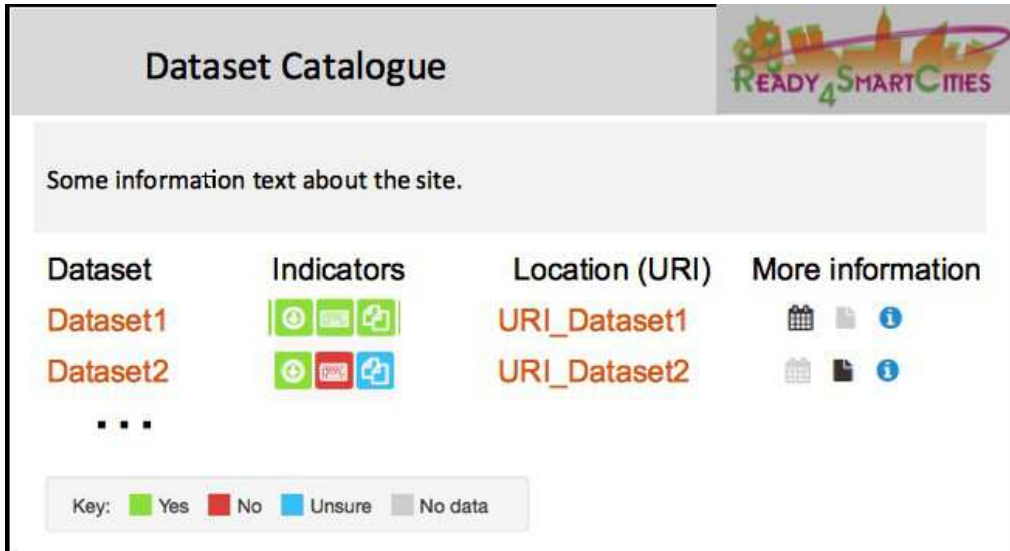 Dataset Catalogue
READY4SMARTCITIES
Some information text about the site.
Dataset Indicators Location (URI) More information
Dataset1 URI_Dataset1
Dataset2 URI_Dataset2
...
Key: Yes No Unsure No data